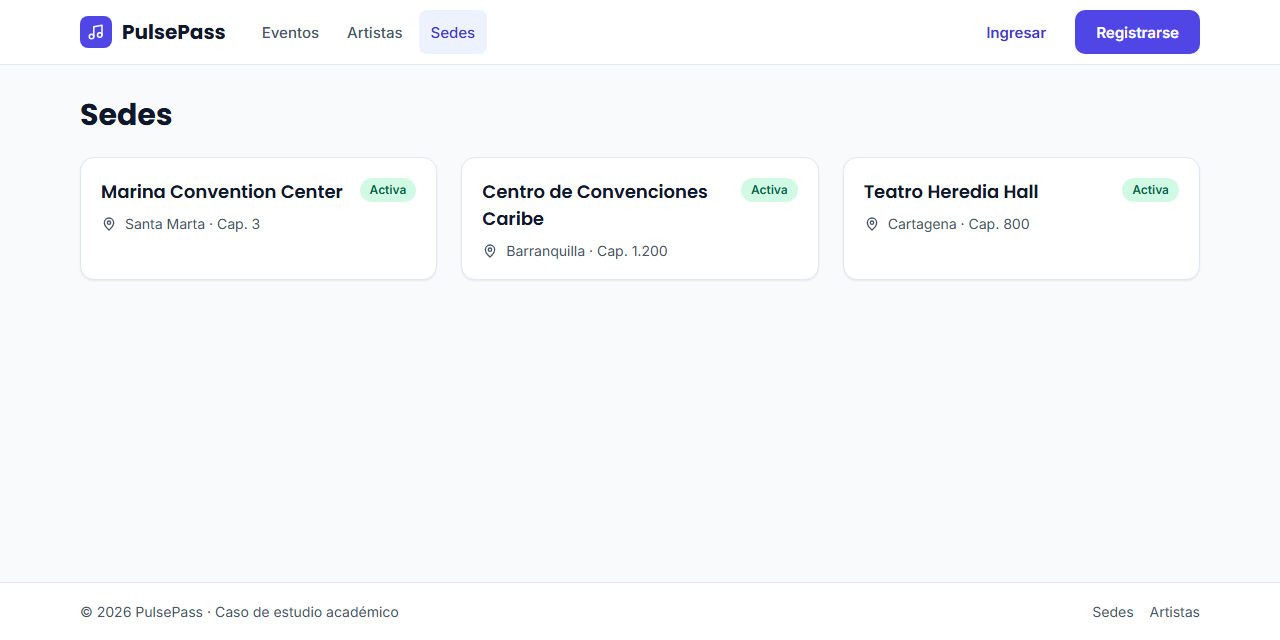 PulsePass
Eventos
Artistas
Sedes
Ingresar
Registrarse
Sedes
Marina Convention Center
Activa
Santa Marta · Cap. 3
Centro de Convenciones
Caribe
Activa
Barranquilla · Cap. 1.200
Teatro Heredia Hall
Activa
Cartagena · Cap. 800
© 2026 PulsePass · Caso de estudio académico
Sedes
Artistas